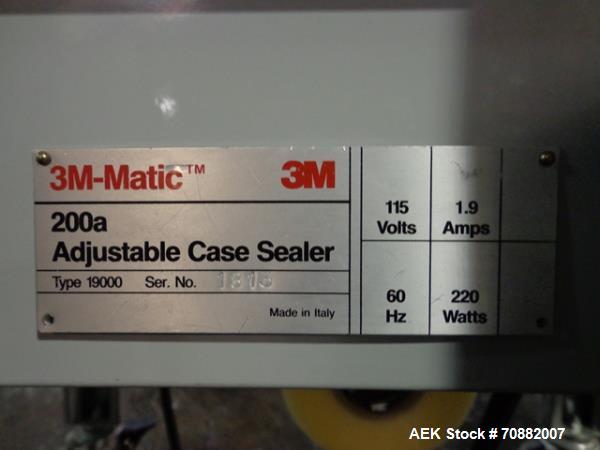 3M-Matic™ 3M
200a
Adjustable Case Sealer
Type 19000 Ser. No.
Made in Italy
115 Volts
1.9 Amps
60 Hz
220 Watts
AEK Stock # 70882007